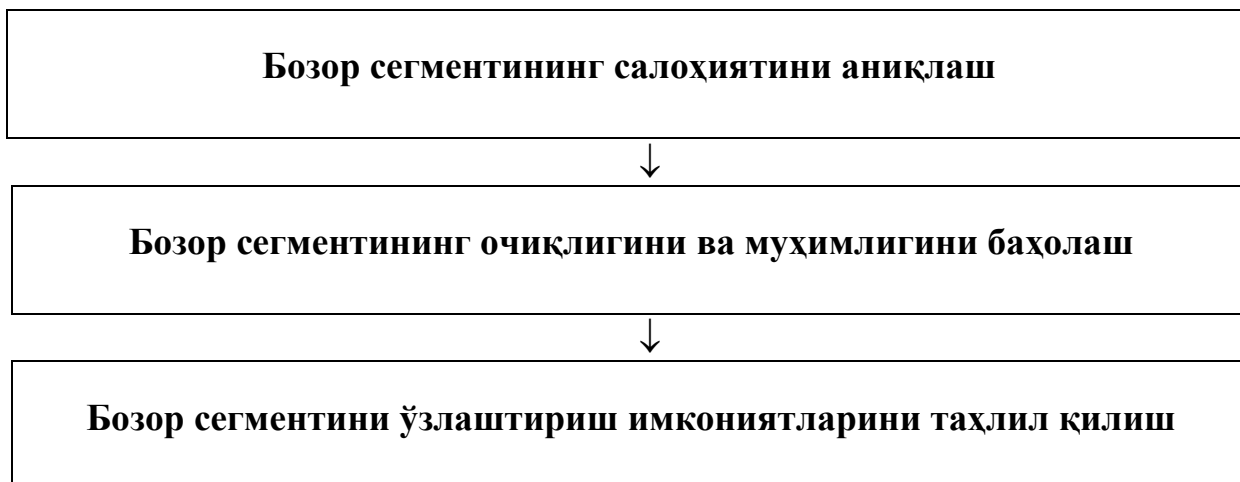 Бозор сегментининг салоҳиятини аниқлаш
↓
Бозор сегментининг очиқлигини ва муҳимлигини баҳолаш
↓
Бозор сегментини ўзлаштириш имкониятларини таҳлил қилиш